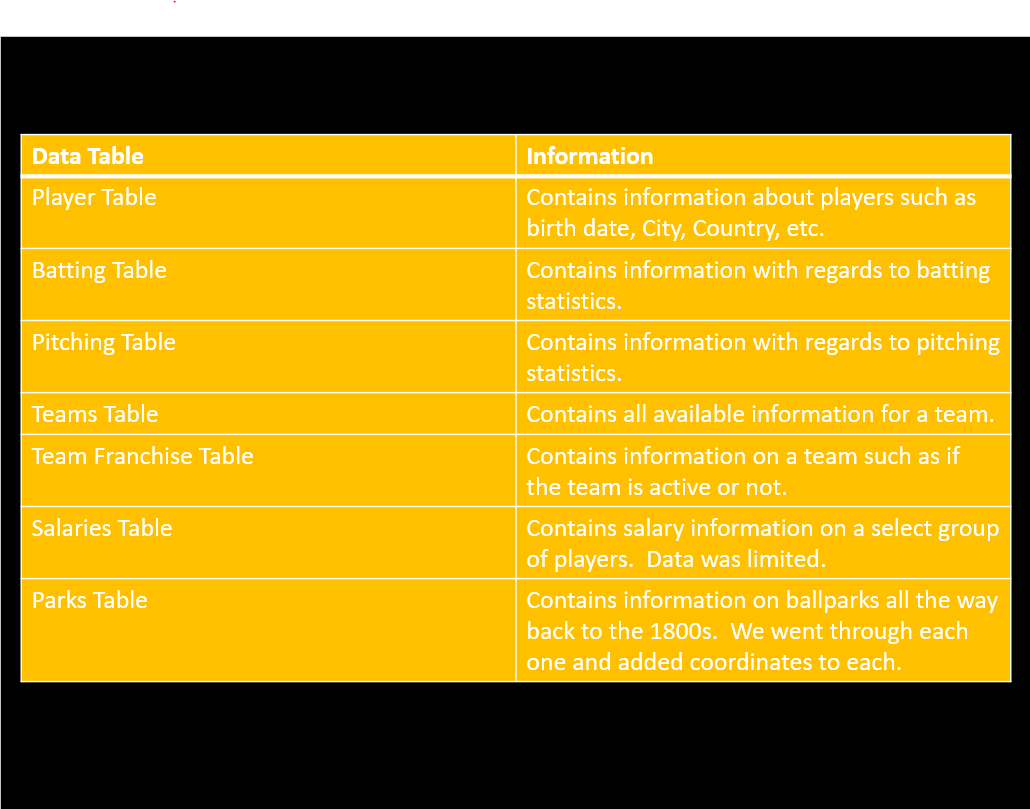 Data Table
Information
Player Table
Contains information about players such as
birth date, City, Country, etc.
Batting Table
Contains information with regards to batting
statistics.
Pitching Table
Contains information with regards to pitching
statistics.
Teams Table
Contains all available information for a team.
Team Franchise Table
Contains information on a team such as if
the team is active or not.
Salaries Table
Contains salary information on a select group
of players.  Data was limited.
Parks Table
Contains information on ballparks all the way
back to the 1800s.  We went through each
one and added coordinates to each.